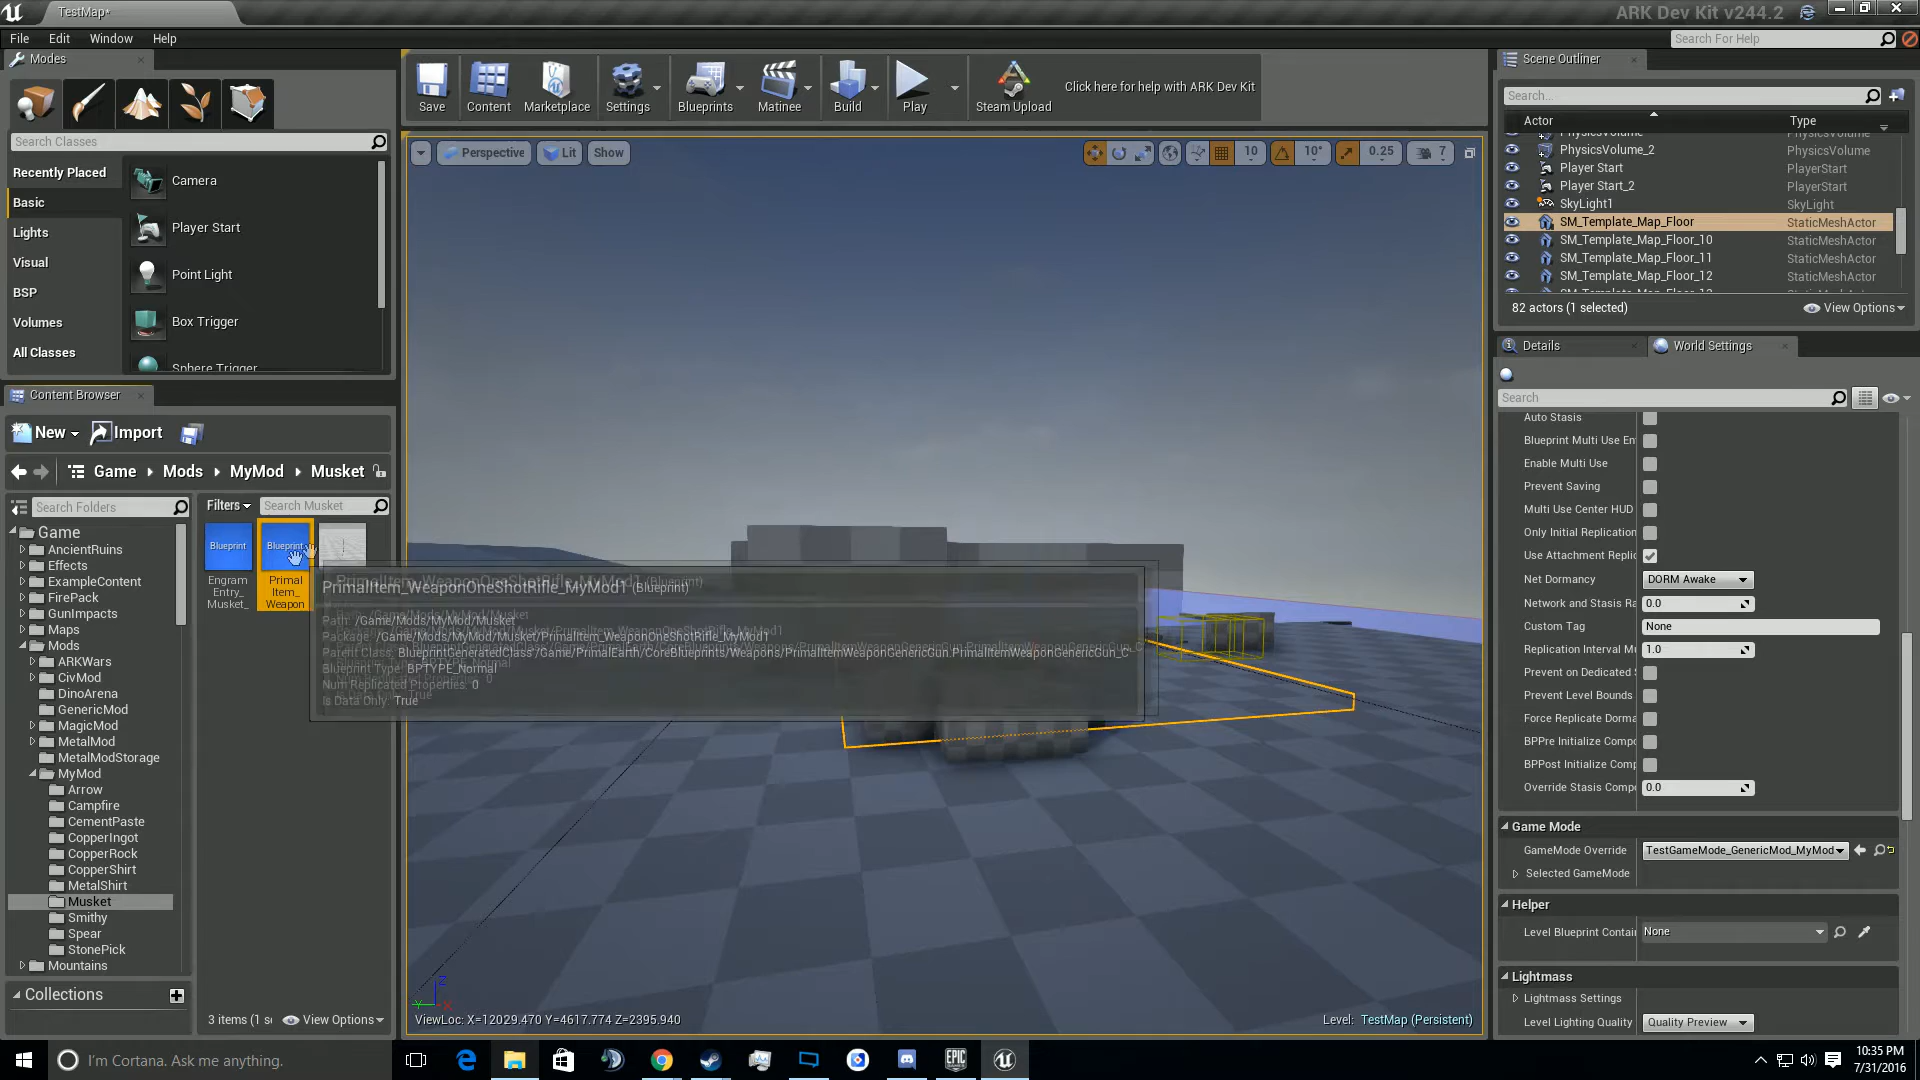 TestMap*
ARK Dev Kit v244.2
File Edit Window Help
Search For Help
Modes
Search Classes
Recently Placed
Basic
Lights
Visual
BSP
Volumes
All Classes
Camera
Player Start
Point Light
Box Trigger
Sphere Trigger
Save
Content
Marketplace
Settings
Blueprints
Matinee
Build
Play
Steam Upload
Click here for help with ARK Dev Kit
Perspective
Lit
Show
10
10°
0.25
7
Content Browser
New
Import
Game
Mods
MyMod
Musket
Search Folders
Filters
Search Musket
Game
AncientRuins
Effects
ExampleContent
FirePack
GunImpacts
Maps
Mods
ARKWars
CivMod
DinoArena
GenericMod
MagicMod
MetalMod
MetalModStorage
MyMod
Arrow
Campfire
CementPaste
CopperIngot
CopperRock
CopperShirt
MetalShirt
Musket
Smithy
Spear
StonePick
Mountains
Collections
Blueprint
Engram
Entry_
Musket_
Blueprint
Primal
Item_
Weapon
PrimalItem_WeaponOneShotRifle_MyMod1 (Blueprint)
Path: /Game/Mods/MyMod/Musket
Package: /Game/Mods/MyMod/Musket/PrimalItem_WeaponOneShotRifle_MyMod1
Parent Class: BlueprintGeneratedClass'/Game/PrimalEarth/CoreBlueprints/Weapons/PrimalItemWeaponGenericGun.PrimalItemWeaponGenericGun_C
Blueprint Type: BPTYPE_Normal
Num Replicated Properties: 0
Is Data Only: True
3 items (1 s
View Options
ViewLoc: X=12029.470 Y=4617.774 Z=2395.940
Level: TestMap (Persistent)
Scene Outliner
Search...
Actor Type
PhysicsVolume PhysicsVolume
PhysicsVolume_2 PhysicsVolume
Player Start PlayerStart
Player Start_2 PlayerStart
SkyLight1 SkyLight
SM_Template_Map_Floor StaticMeshActor
SM_Template_Map_Floor_10 StaticMeshActor
SM_Template_Map_Floor_11 StaticMeshActor
SM_Template_Map_Floor_12 StaticMeshActor
82 actors (1 selected)
View Options
Details
World Settings
Search
Auto Stasis
Blueprint Multi Use En
Enable Multi Use
Prevent Saving
Multi Use Center HUD
Only Initial Replication
Use Attachment Replic
Net Dormancy DORM Awake
Network and Stasis Ra 0.0
Custom Tag None
Replication Interval M 1.0
Prevent on Dedicated S
Prevent Level Bounds
Force Replicate Dorma
BPPre Initialize Compo
BPPost Initialize Comp
Override Stasis Compo 0.0
Game Mode
GameMode Override TestGameMode_GenericMod_MyMod
Selected GameMode
Helper
Level Blueprint Contain None
Lightmass
Lightmass Settings
Level Lighting Quality Quality Preview
I'm Cortana. Ask me anything.
EPIC
GAMES
10:35 PM
7/31/2016